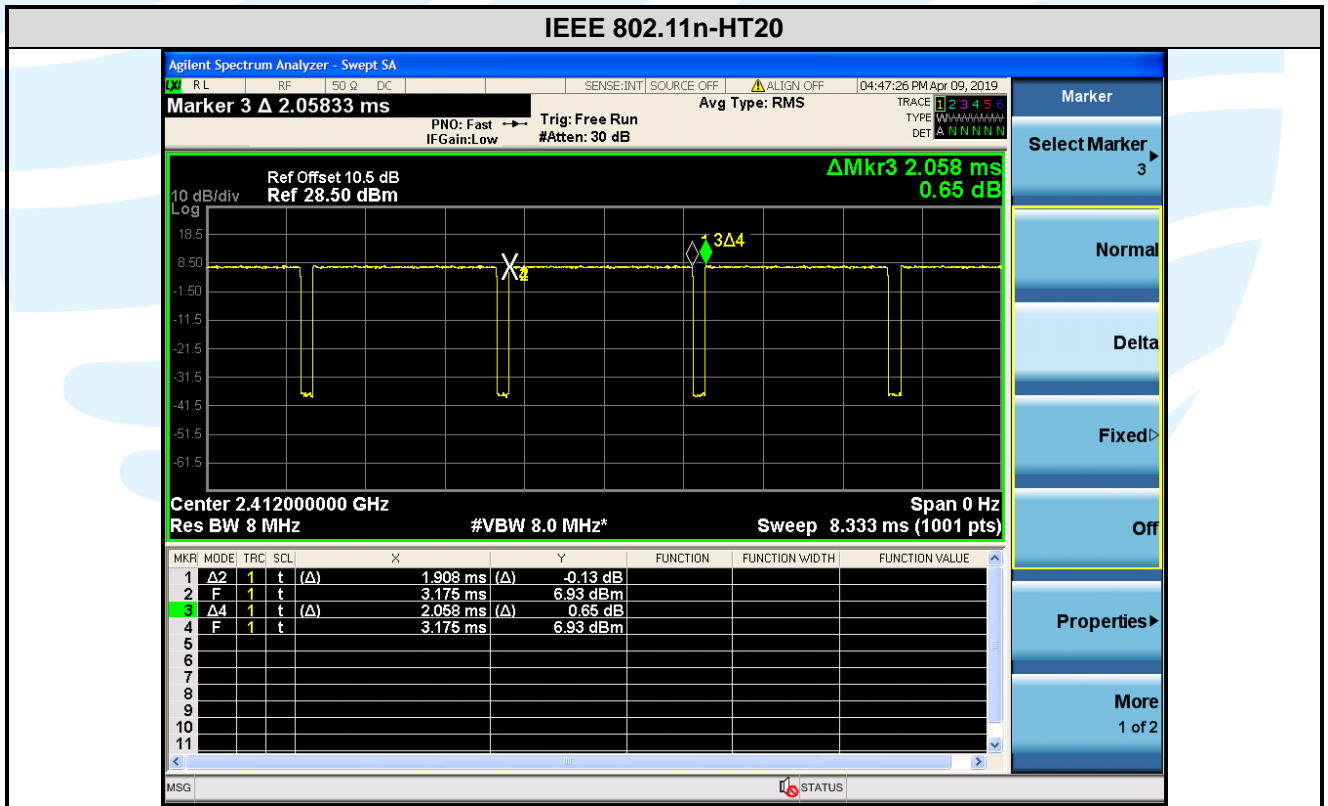 IEEE 802.11n-HT20
Agilent Spectrum Analyzer - Swept SA
LXI RL RF 50 Ω DC SENSE:INT SOURCE OFF ALIGN OFF 04:47:26 PM Apr 09, 2019
Marker 3 Δ 2.05833 ms
Avg Type: RMS
TRACE 1 2 3 4 5 6
TYPE WWWWWW
DET A N N N N N
PNO: Fast
IFGain:Low
Trig: Free Run
#Atten: 30 dB
ΔMkr3 2.058 ms
0.65 dB
10 dB/div
Log
Ref Offset 10.5 dB
Ref 28.50 dBm
18.5
8.50
-1.50
-11.5
-21.5
-31.5
-41.5
-51.5
-61.5
3Δ4
Center 2.412000000 GHz
Span 0 Hz
Res BW 8 MHz
#VBW 8.0 MHz*
Sweep 8.333 ms (1001 pts)
MKR MODE TRC SCL X Y FUNCTION FUNCTION WIDTH FUNCTION VALUE
1 Δ2 1 t (Δ) 1.908 ms (Δ) -0.13 dB
2 F 1 t 3.175 ms 6.93 dBm
3 Δ4 1 t (Δ) 2.058 ms (Δ) 0.65 dB
4 F 1 t 3.175 ms 6.93 dBm
5
6
7
8
9
10
11
MSG
STATUS
Marker
Select Marker
3
Normal
Delta
Fixed
Off
Properties
More
1 of 2